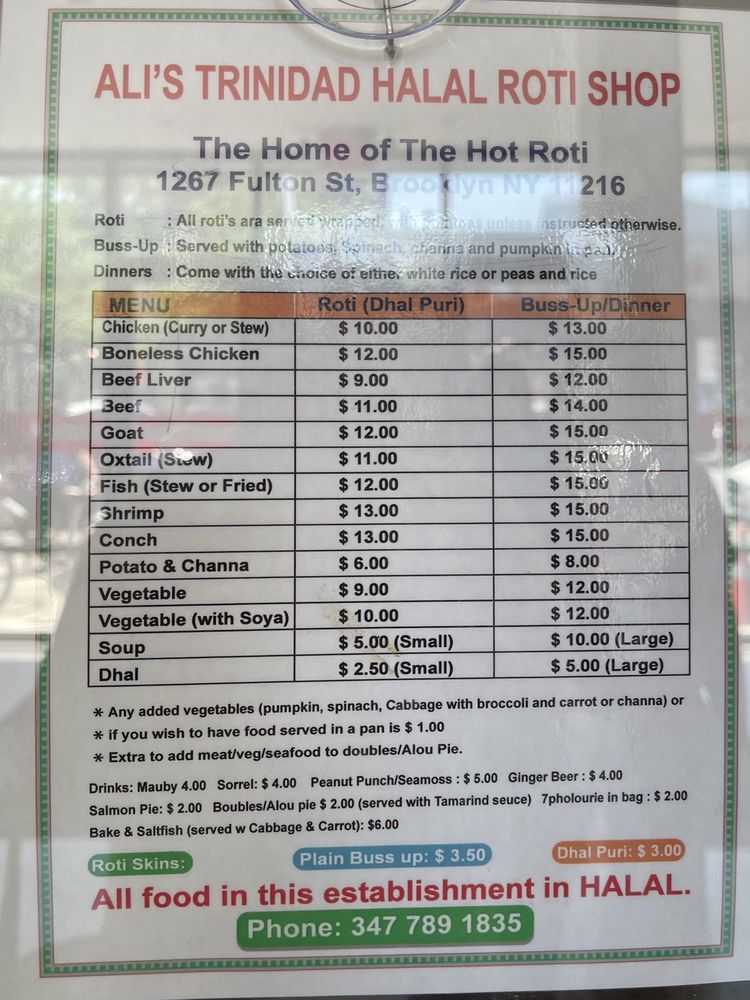 ALI'S TRINIDAD HALAL ROTI SHOP
The Home of The Hot Roti
1267 Fulton St, Brooklyn NY 11216
Roti : All roti's ara served wrapped, with potatoes unless instructed otherwise.
Buss-Up : Served with potatoes, Spinach, channa and pumpkin in pan.
Dinners : Come with the choice of either white rice or peas and rice
MENU Roti (Dhal Puri) Buss-Up/Dinner
Chicken (Curry or Stew) $ 10.00 $ 13.00
Boneless Chicken $ 12.00 $ 15.00
Beef Liver $ 9.00 $ 12.00
Beef $ 11.00 $ 14.00
Goat $ 12.00 $ 15.00
Oxtail (Stew) $ 11.00 $ 15.00
Fish (Stew or Fried) $ 12.00 $ 15.00
Shrimp $ 13.00 $ 15.00
Conch $ 13.00 $ 15.00
Potato & Channa $ 6.00 $ 8.00
Vegetable $ 9.00 $ 12.00
Vegetable (with Soya) $ 10.00 $ 12.00
Soup $ 5.00 (Small) $ 10.00 (Large)
Dhal $ 2.50 (Small) $ 5.00 (Large)
* Any added vegetables (pumpkin, spinach, Cabbage with broccoli and carrot or channa) or
* if you wish to have food served in a pan is $ 1.00
* Extra to add meat/veg/seafood to doubles/Alou Pie.
Drinks: Mauby 4.00 Sorrel: $ 4.00 Peanut Punch/Seamoss : $ 5.00 Ginger Beer : $ 4.00
Salmon Pie: $ 2.00 Boubles/Alou pie $ 2.00 (served with Tamarind seuce) 7pholourie in bag : $ 2.00
Bake & Saltfish (served w Cabbage & Carrot): $6.00
Roti Skins: Plain Buss up: $ 3.50 Dhal Puri: $ 3.00
All food in this establishment in HALAL.
Phone: 347 789 1835